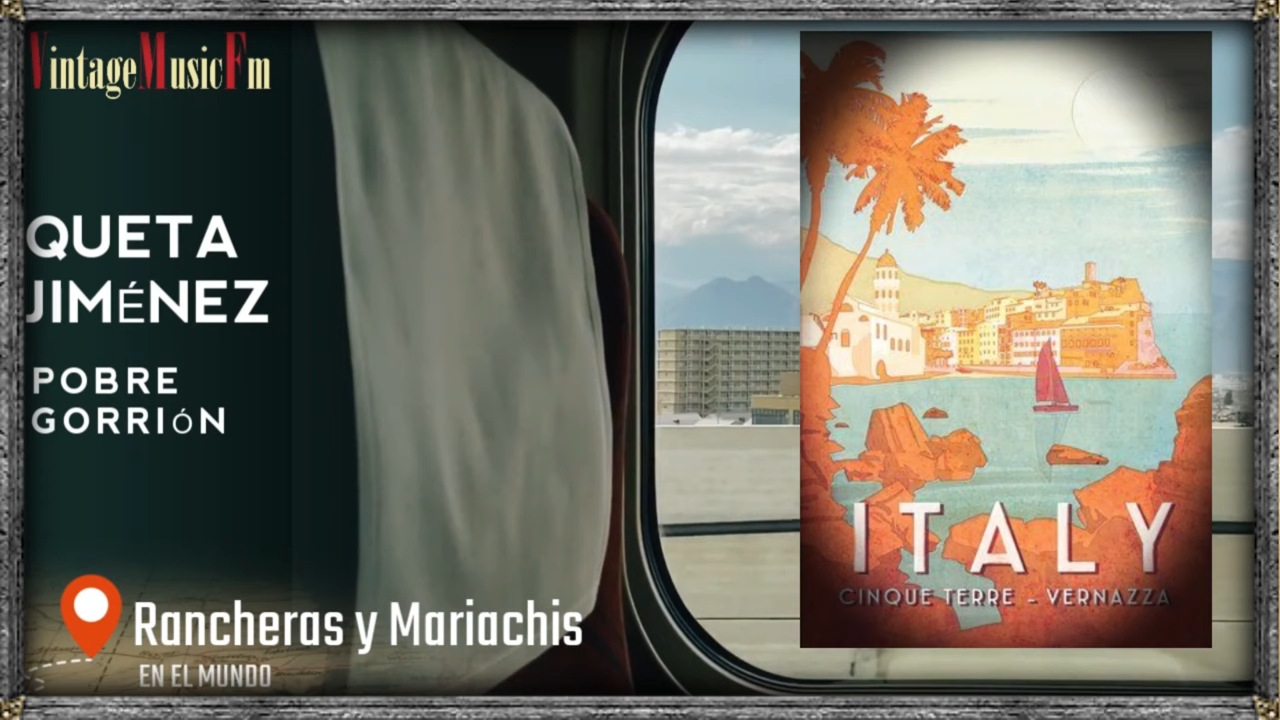 VintageMusicFm
QUETA
JIMÉNEZ
POBRE
GORRIÓN
Rancheras y Mariachis
EN EL MUNDO
ITALY
CINQUE TERRE - VERNAZZA